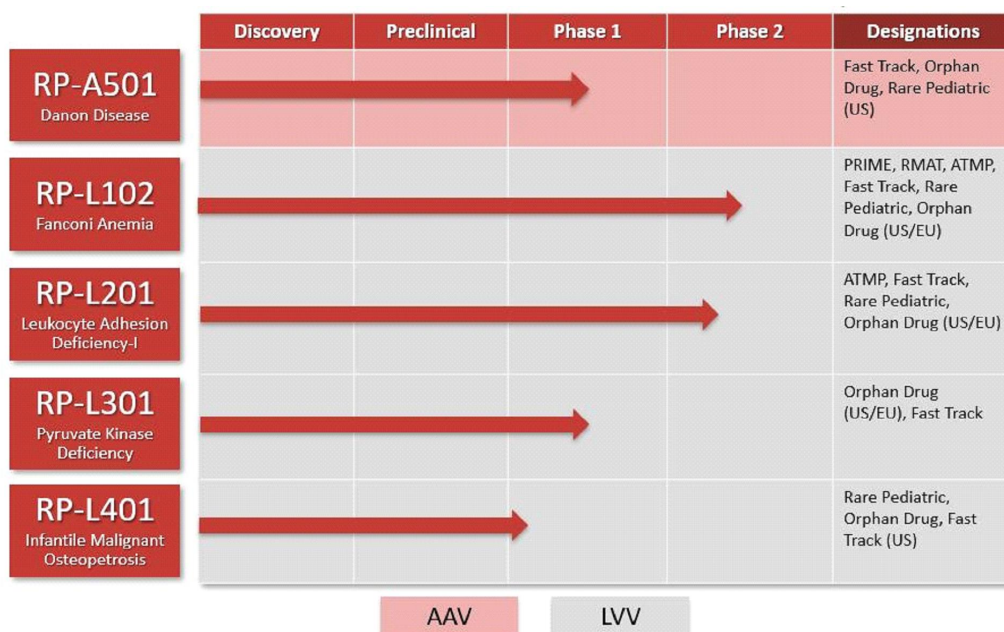 Discovery Preclinical Phase 1 Phase 2 Designations
RP-A501
Danon Disease
Fast Track, Orphan
Drug, Rare Pediatric
(US)
RP-L102
Fanconi Anemia
PRIME, RMAT, ATMP,
Fast Track, Rare
Pediatric, Orphan
Drug (US/EU)
RP-L201
Leukocyte Adhesion
Deficiency-I
ATMP, Fast Track,
Rare Pediatric,
Orphan Drug (US/EU)
RP-L301
Pyruvate Kinase
Deficiency
Orphan Drug
(US/EU), Fast Track
RP-L401
Infantile Malignant
Osteopetrosis
Rare Pediatric,
Orphan Drug, Fast
Track (US)
AAV LVV